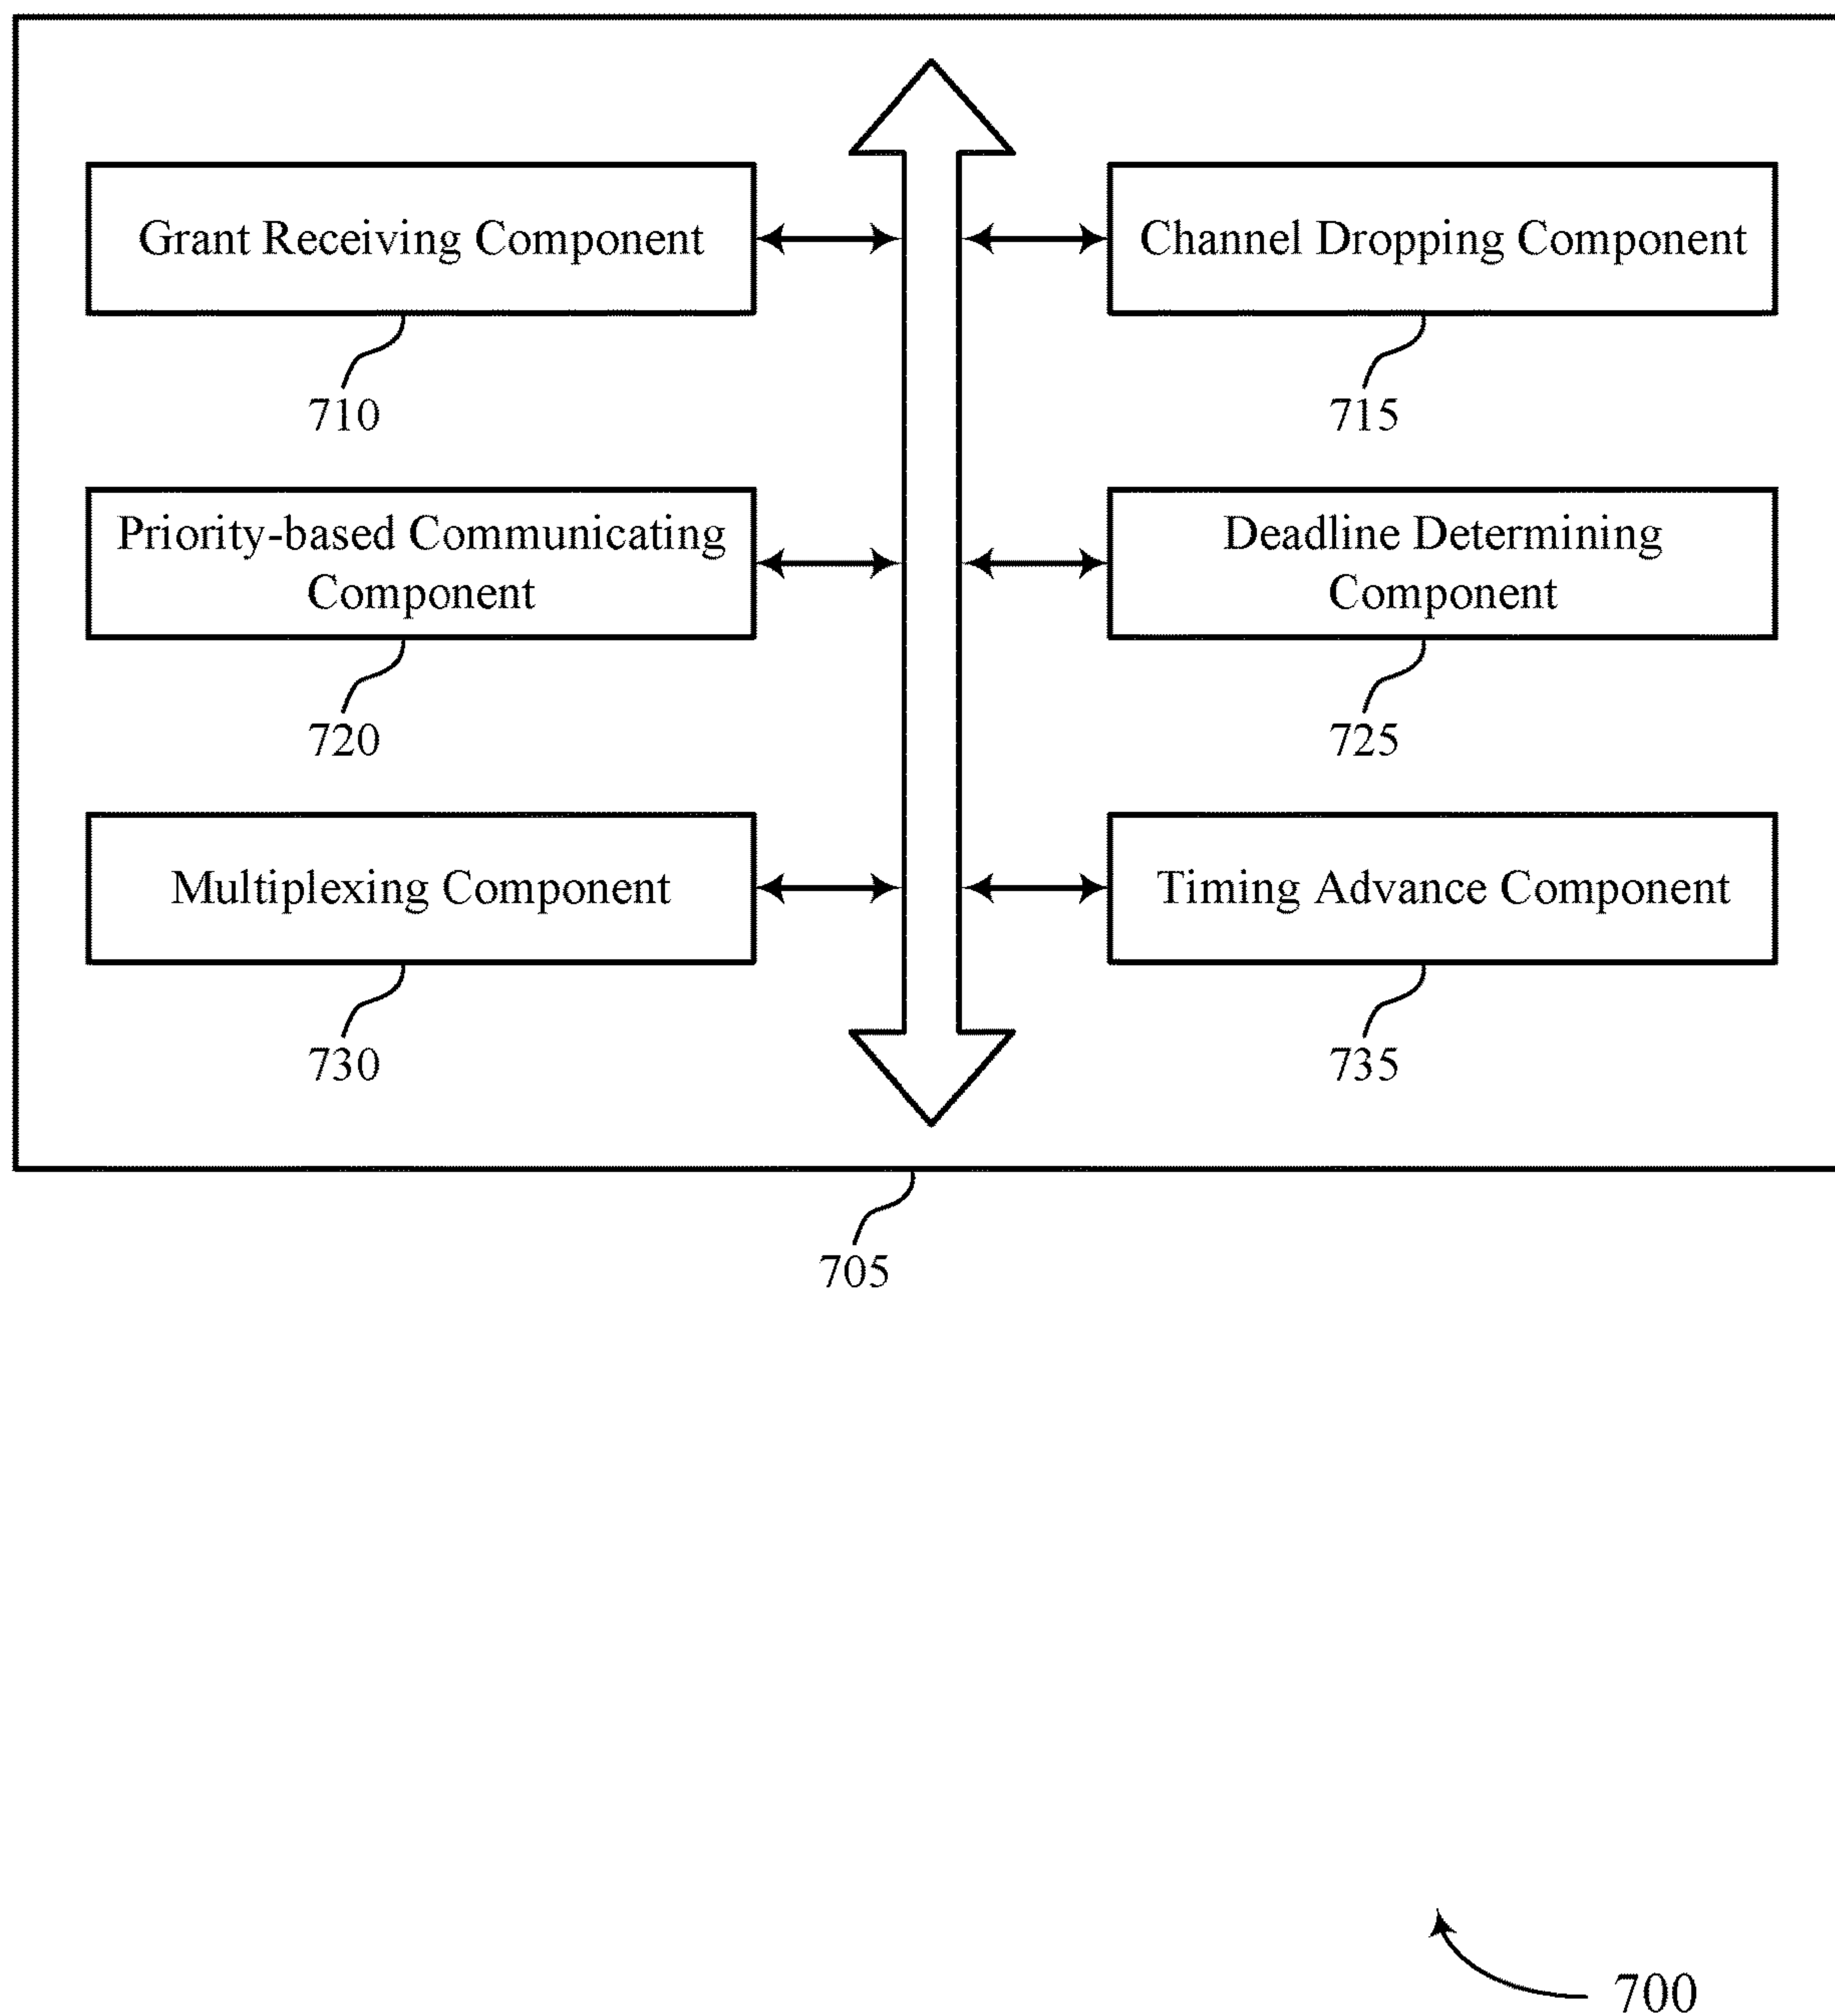 Grant Receiving Component
710
Channel Dropping Component
715
Priority-based Communicating
Component
720
Deadline Determining
Component
725
Multiplexing Component
730
Timing Advance Component
735
705
700